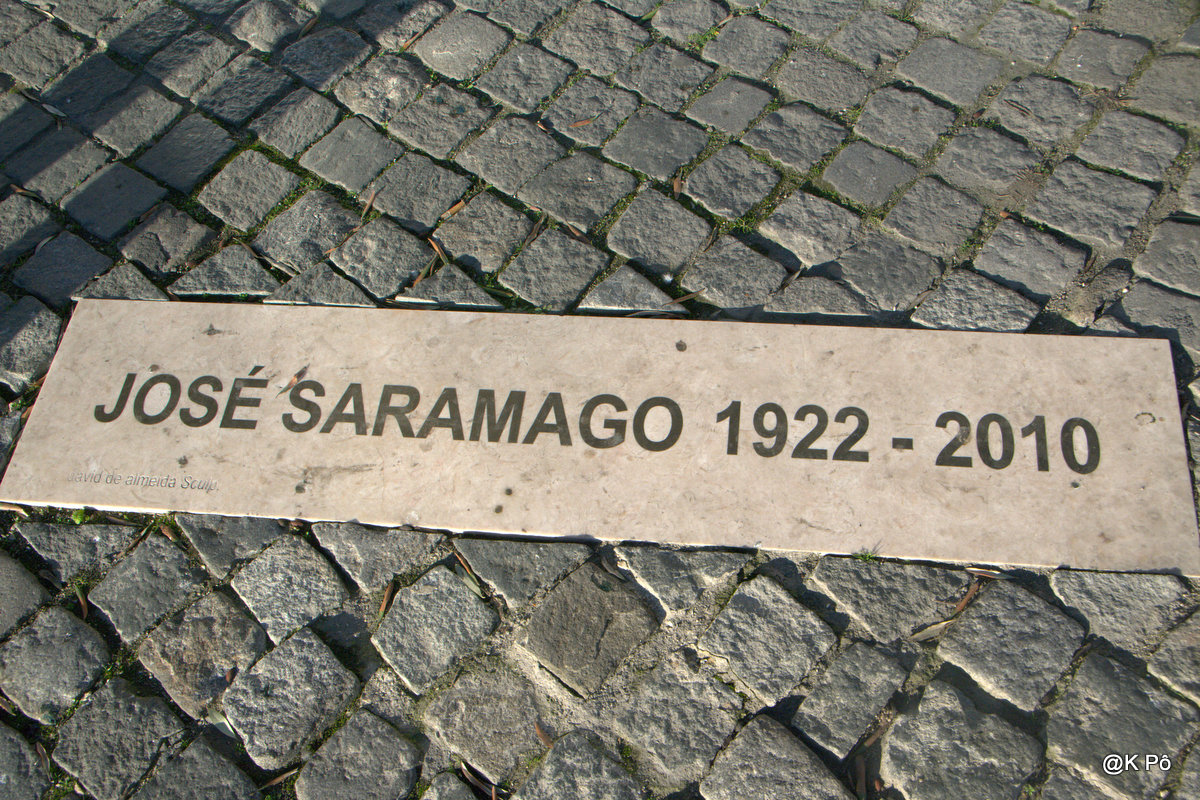 JOSÉ SARAMAGO 1922 - 2010
david de almeida Sculp.
@K Pô